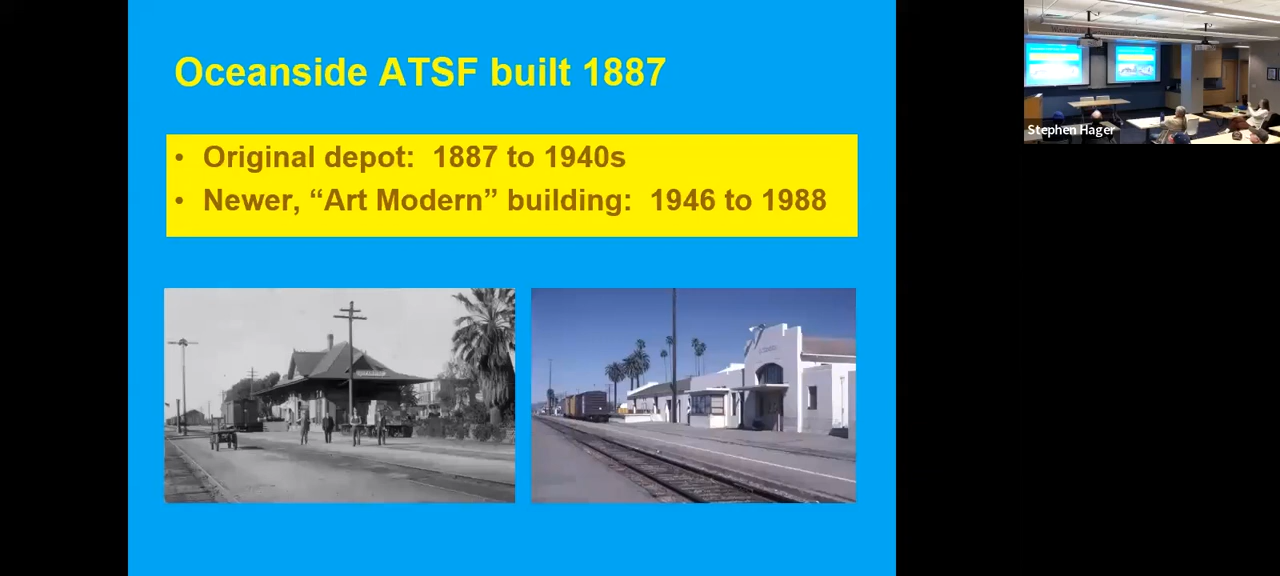 Oceanside ATSF built 1887
• Original depot:  1887 to 1940s
• Newer, “Art Modern” building:  1946 to 1988
Stephen Hager